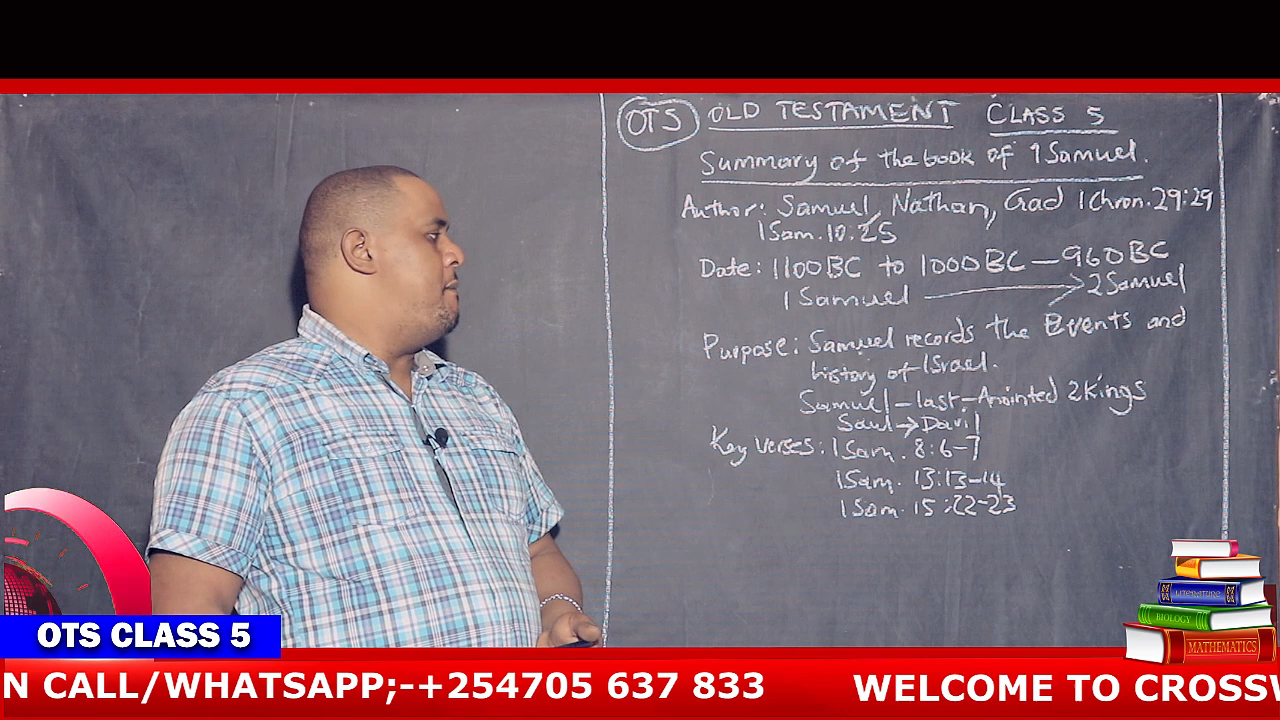 OTS OLD TESTAMENT CLASS 5
Summary of the book of 1Samuel.
Author: Samuel, Nathan, Gad 1Chron.29:29
1Sam.10.25
Date: 1100BC to 1000BC — 960BC
1Samuel → 2Samuel
Purpose: Samuel records the Events and
history of ISrael.
Samuel - last - Anointed 2Kings
Saul → David
Key verses: 1Sam. 8:6-7
1Sam. 13:13-14
1Sam. 15:22-23
LITERATURE
BIOLOGY
MATHEMATICS
OTS CLASS 5
N CALL/WHATSAPP;-+254705 637 833 WELCOME TO CROSSW